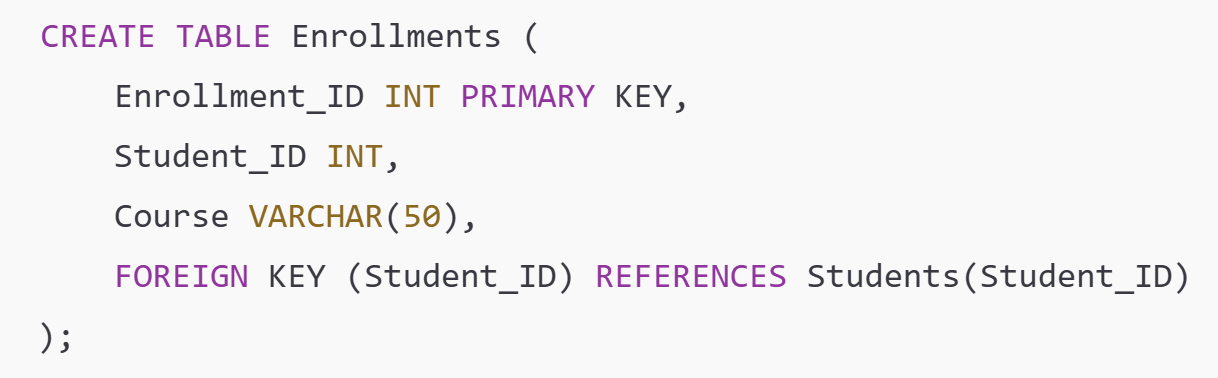 CREATE TABLE Enrollments (
    Enrollment_ID INT PRIMARY KEY,
    Student_ID INT,
    Course VARCHAR(50),
    FOREIGN KEY (Student_ID) REFERENCES Students(Student_ID)
);